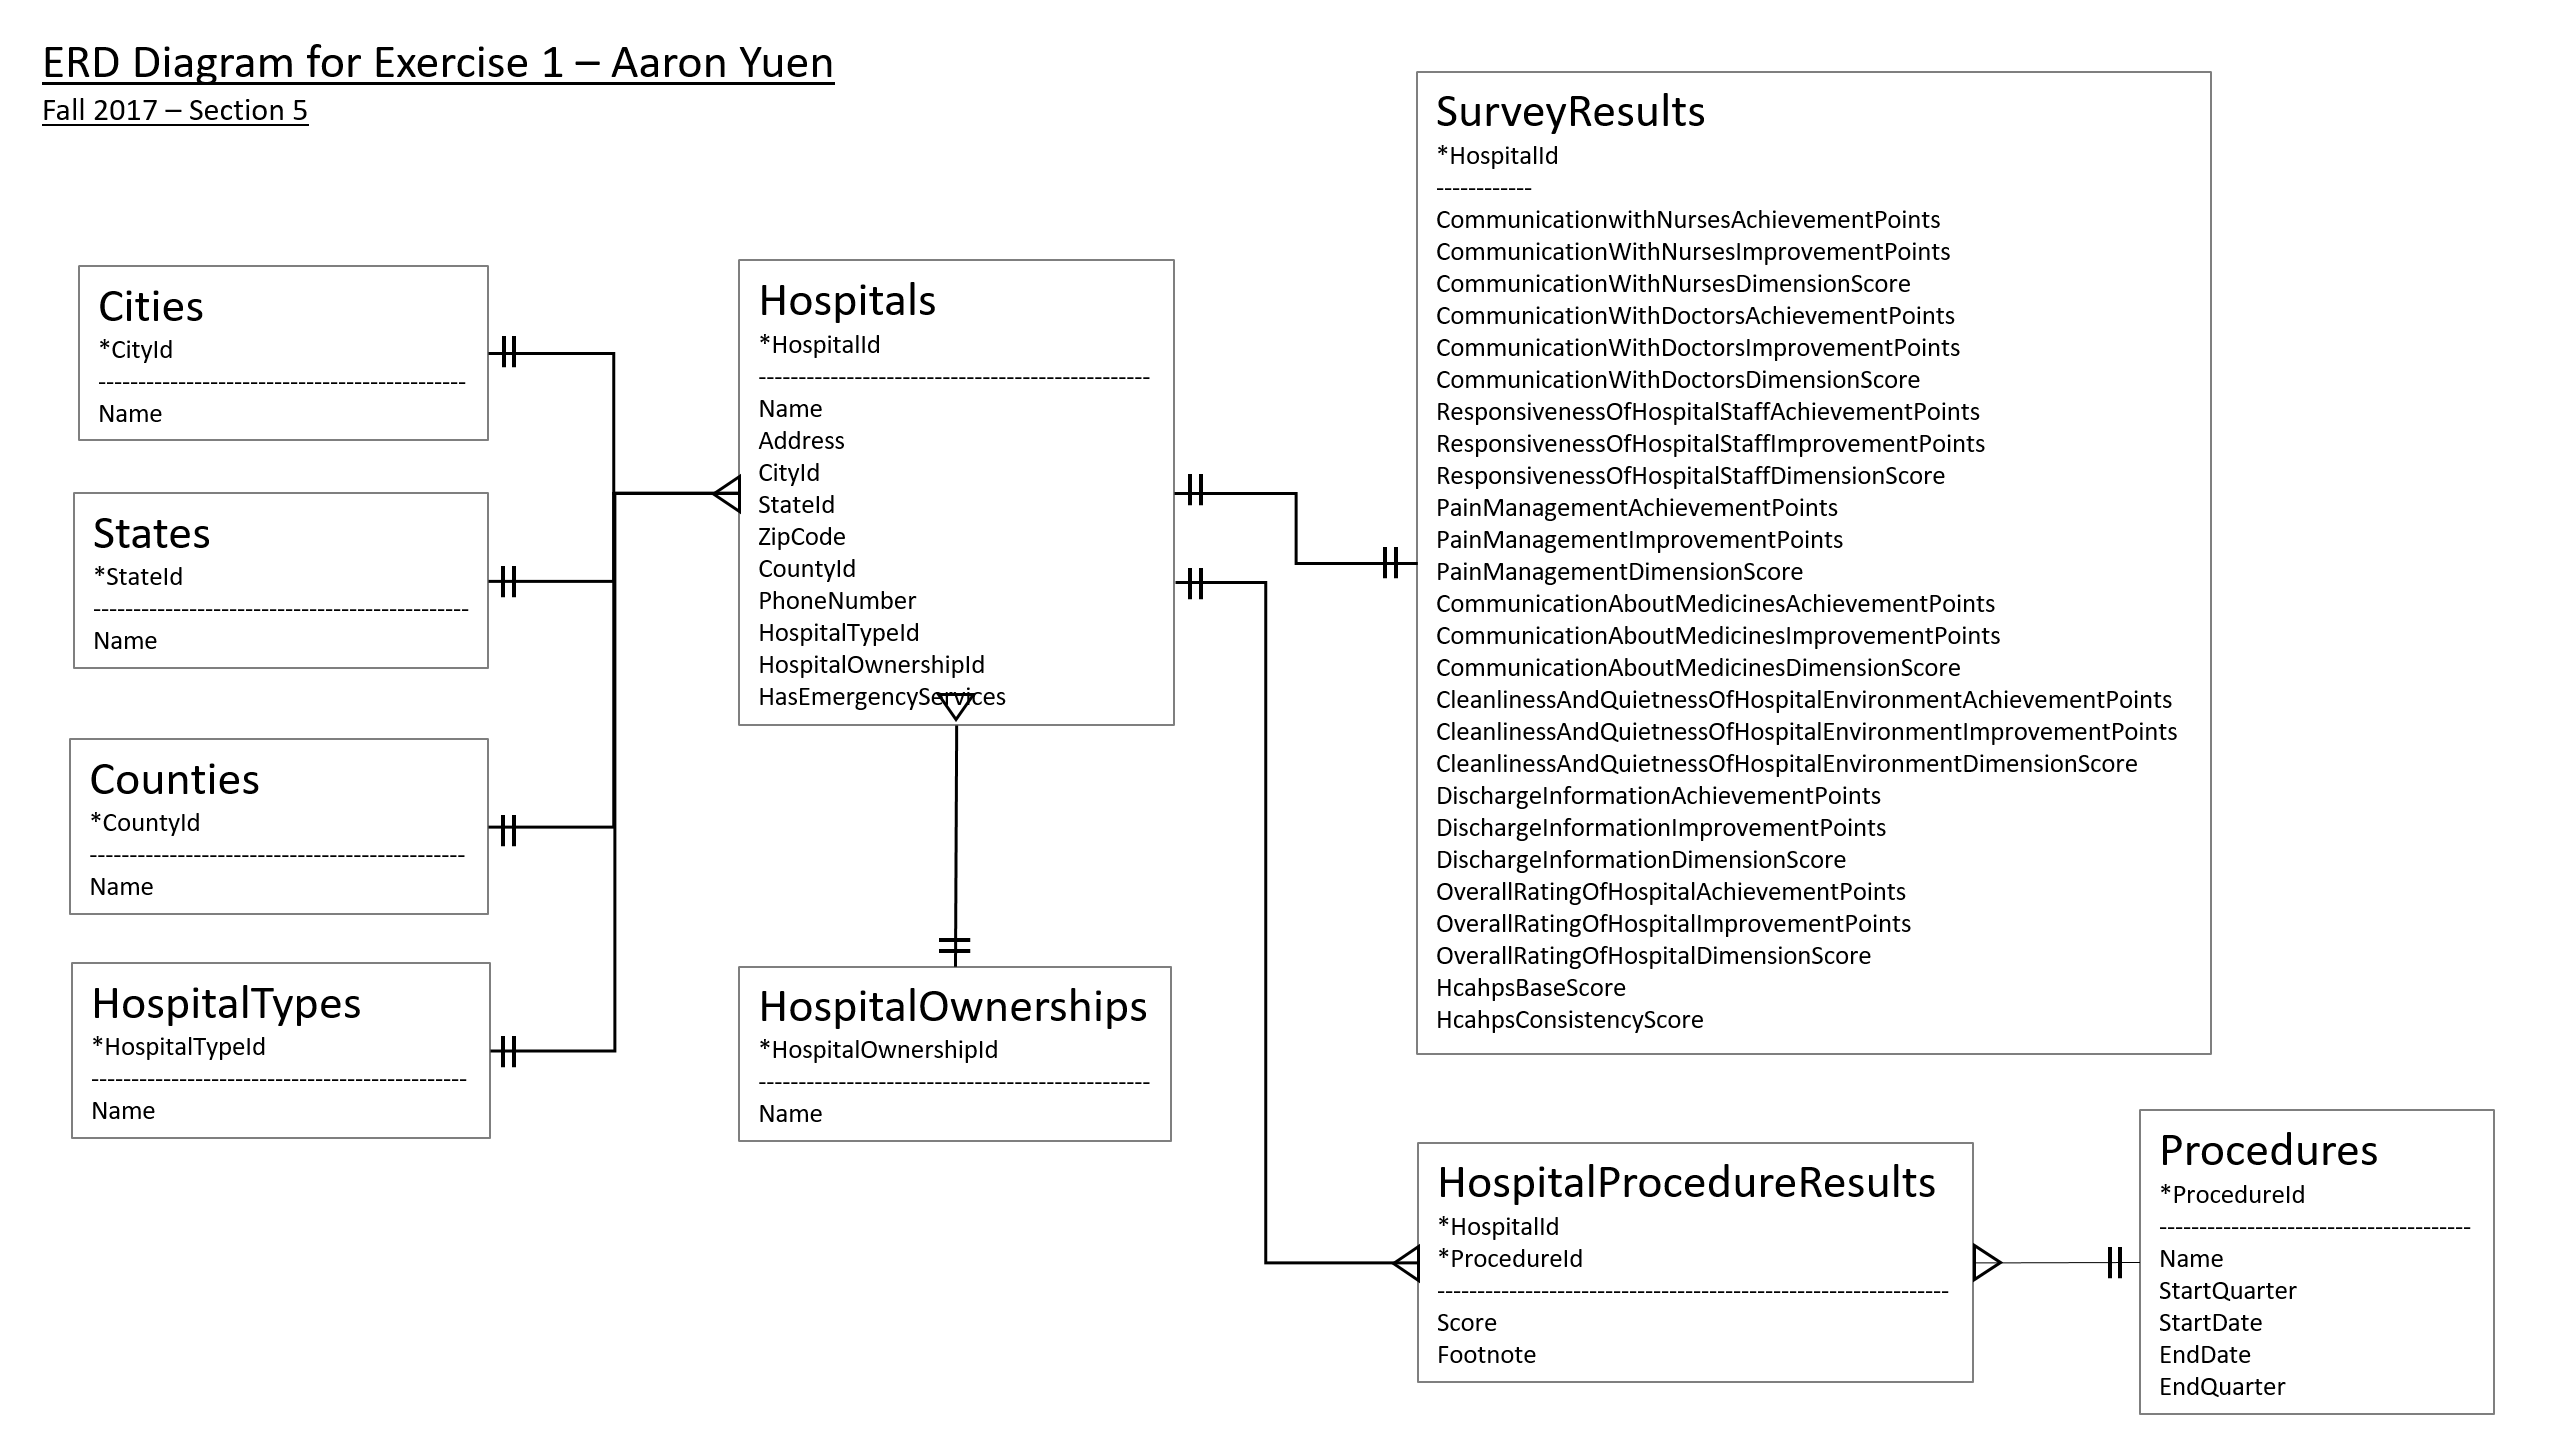 ERD Diagram for Exercise 1 – Aaron Yuen
Fall 2017 – Section 5
Cities
*CityId
----------------------------------------------
Name
States
*StateId
-----------------------------------------------
Name
Counties
*CountyId
-----------------------------------------------
Name
HospitalTypes
*HospitalTypeId
-----------------------------------------------
Name
Hospitals
*HospitalId
-------------------------------------------------
Name
Address
CityId
StateId
ZipCode
CountyId
PhoneNumber
HospitalTypeId
HospitalOwnershipId
HasEmergencyServices
HospitalOwnerships
*HospitalOwnershipId
-------------------------------------------------
Name
SurveyResults
*HospitalId
------------
CommunicationwithNursesAchievementPoints
CommunicationWithNursesImprovementPoints
CommunicationWithNursesDimensionScore
CommunicationWithDoctorsAchievementPoints
CommunicationWithDoctorsImprovementPoints
CommunicationWithDoctorsDimensionScore
ResponsivenessOfHospitalStaffAchievementPoints
ResponsivenessOfHospitalStaffImprovementPoints
ResponsivenessOfHospitalStaffDimensionScore
PainManagementAchievementPoints
PainManagementImprovementPoints
PainManagementDimensionScore
CommunicationAboutMedicinesAchievementPoints
CommunicationAboutMedicinesImprovementPoints
CommunicationAboutMedicinesDimensionScore
CleanlinessAndQuietnessOfHospitalEnvironmentAchievementPoints
CleanlinessAndQuietnessOfHospitalEnvironmentImprovementPoints
CleanlinessAndQuietnessOfHospitalEnvironmentDimensionScore
DischargeInformationAchievementPoints
DischargeInformationImprovementPoints
DischargeInformationDimensionScore
OverallRatingOfHospitalAchievementPoints
OverallRatingOfHospitalImprovementPoints
OverallRatingOfHospitalDimensionScore
HcahpsBaseScore
HcahpsConsistencyScore
HospitalProcedureResults
*HospitalId
*ProcedureId
----------------------------------------------------------------
Score
Footnote
Procedures
*ProcedureId
---------------------------------------
Name
StartQuarter
StartDate
EndDate
EndQuarter